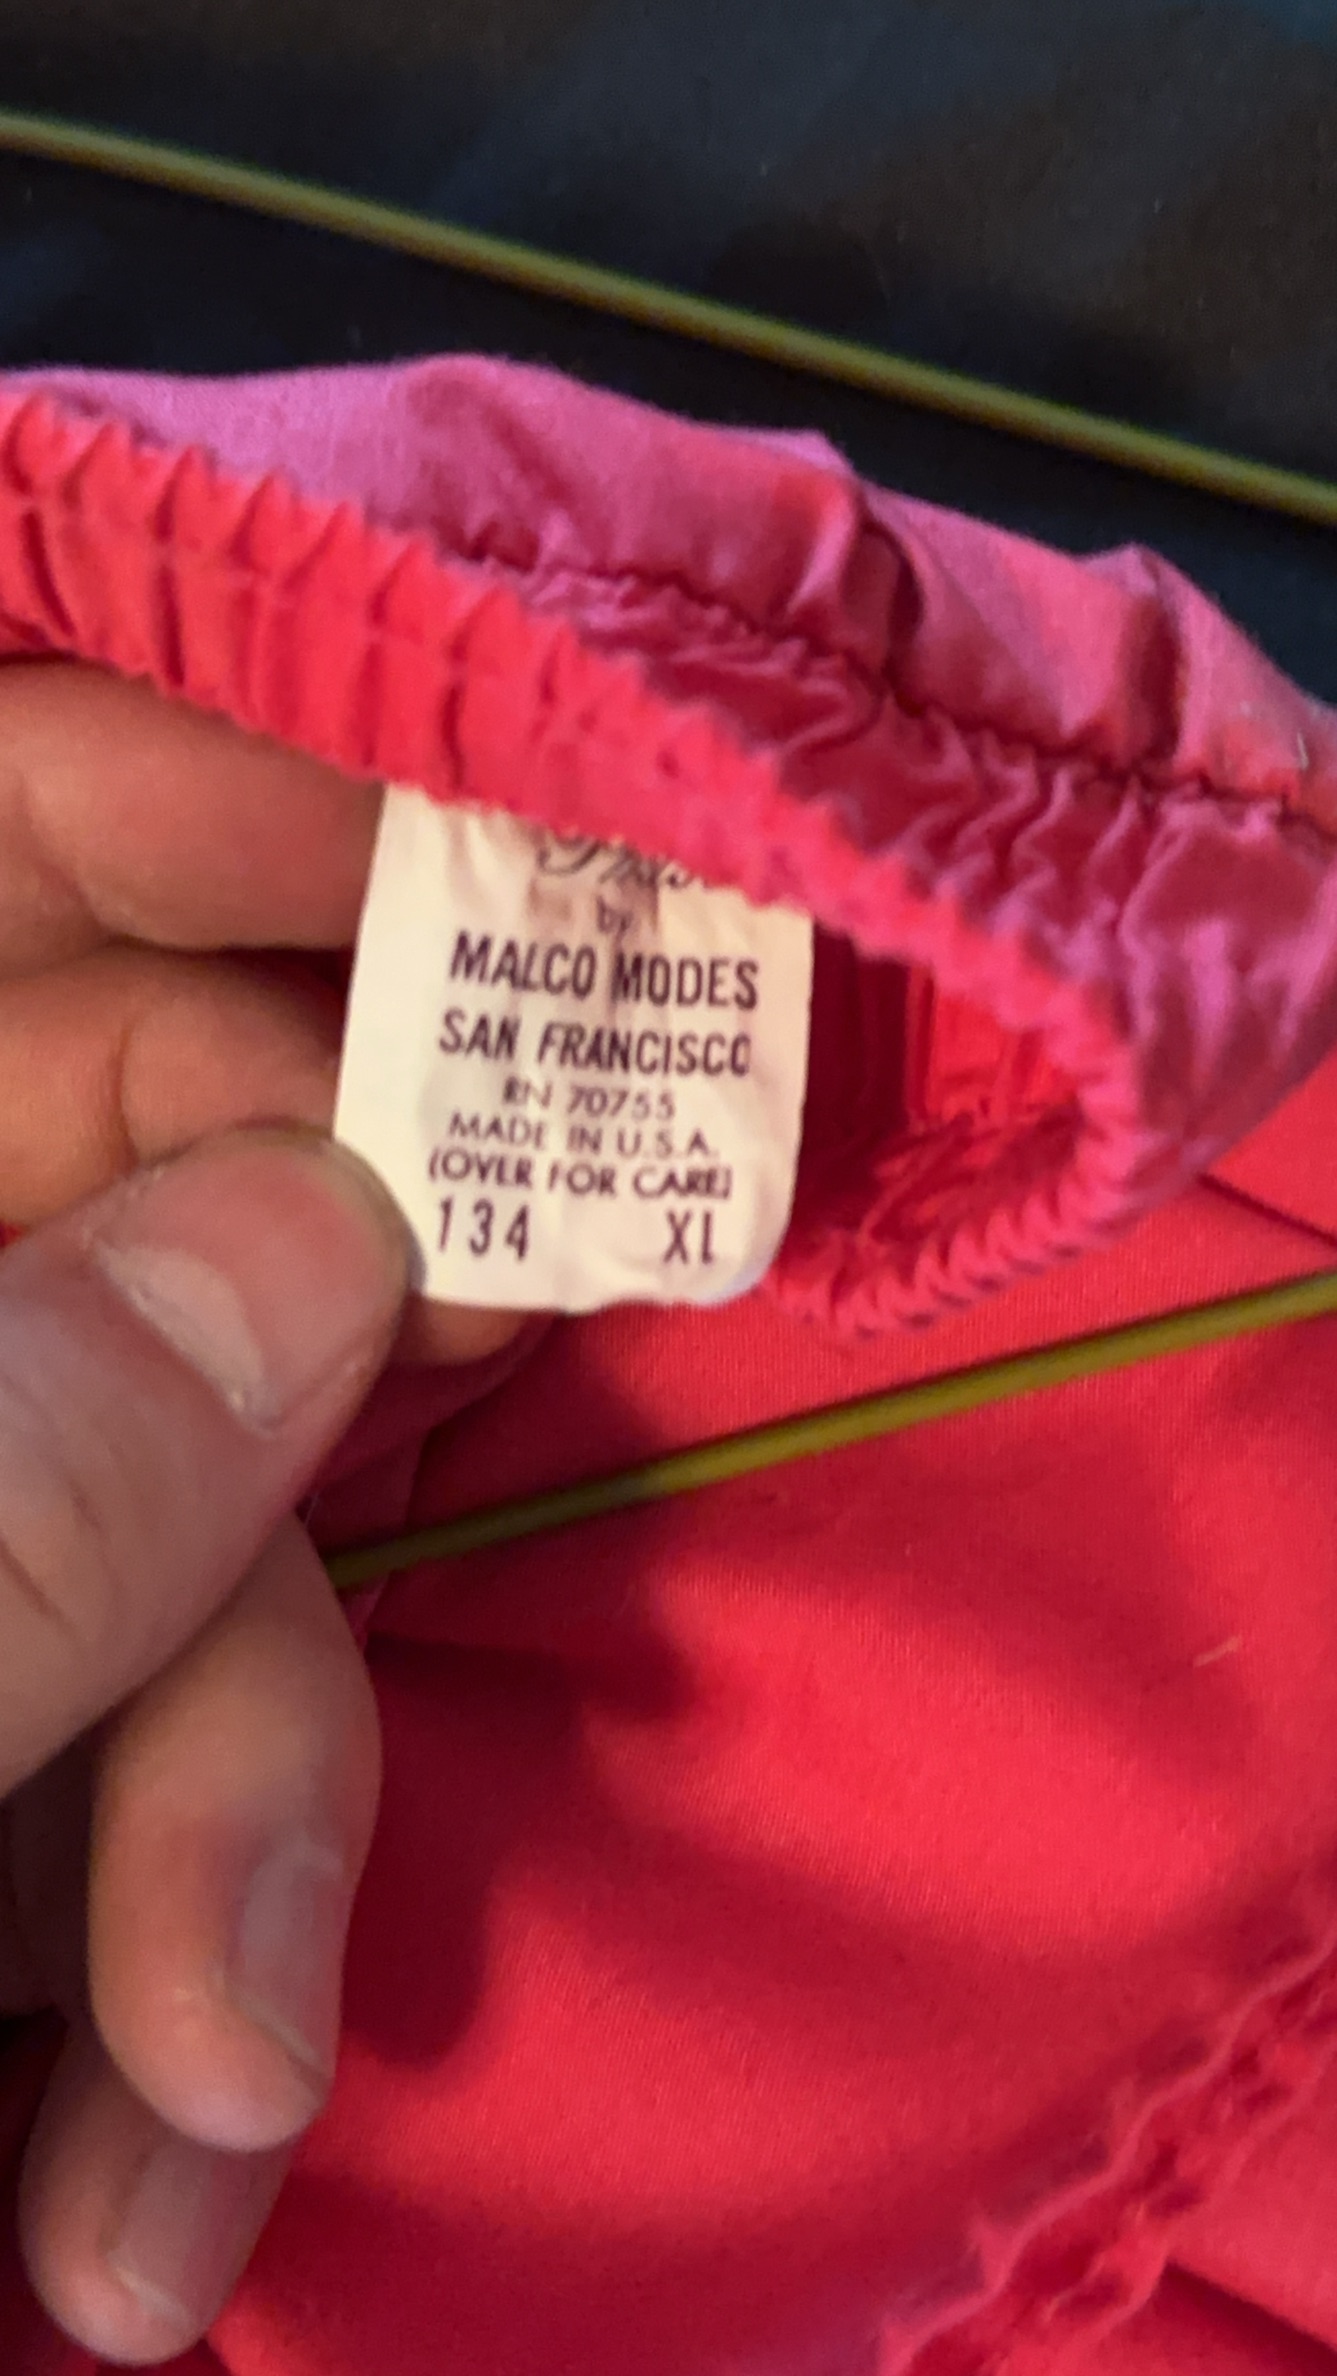 by
MALCO MODES
SAN FRANCISCO
RN 70755
MADE IN U.S.A.
(OVER FOR CARE)
134 XL